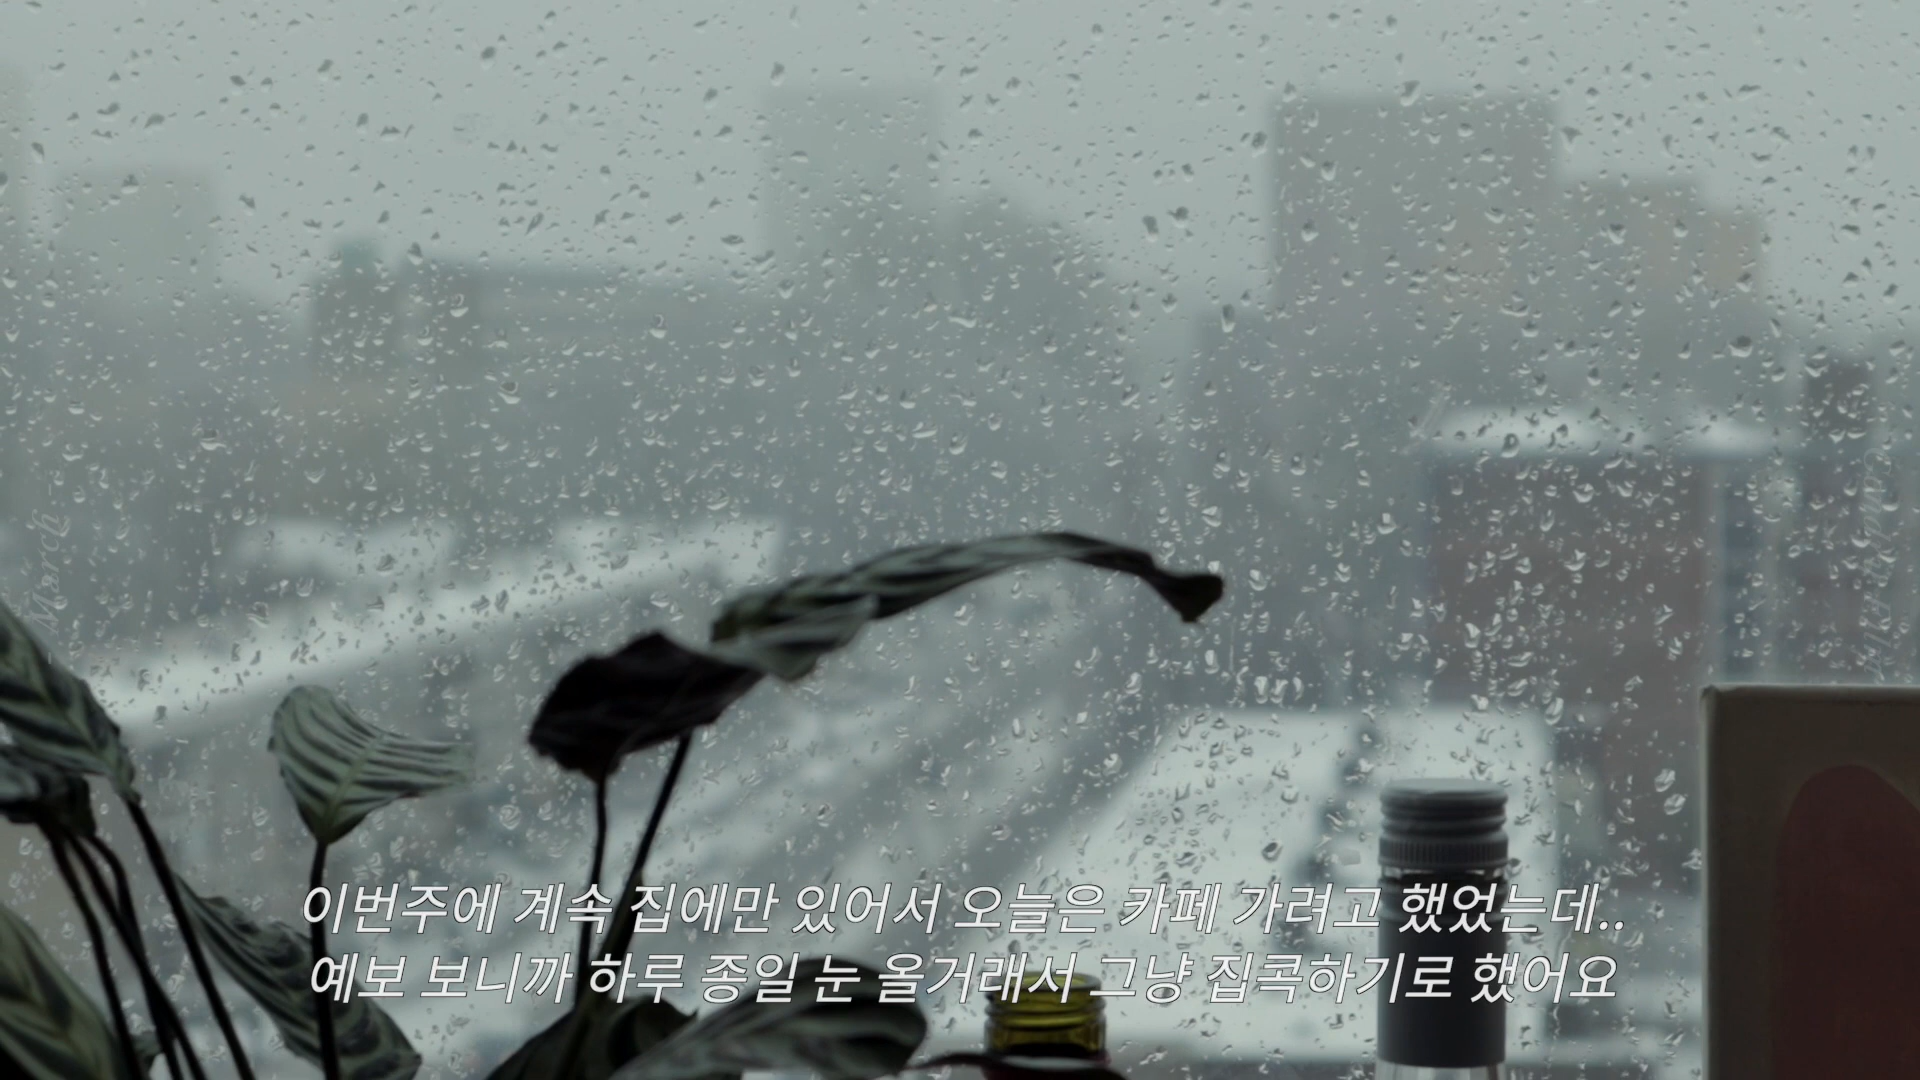 이번주에 계속 집에만 있어서 오늘은 카페 가려고 했었는데..
예보 보니까 하루 종일 눈 올거래서 그냥 집콕하기로 했어요